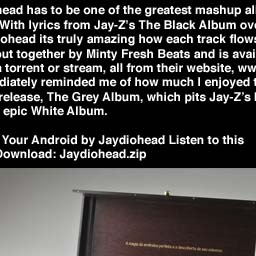 head has to be one of the greatest mashup al
With lyrics from Jay-Z's The Black Album ov
ohead its truly amazing how each track flows
out together by Minty Fresh Beats and is avai
torrent or stream, all from their website, ww
diately reminded me of how much I enjoyed t
release, The Grey Album, which pits Jay-Z's
epic White Album.
Your Android by Jaydiohead Listen to this
Download: Jaydiohead.zip